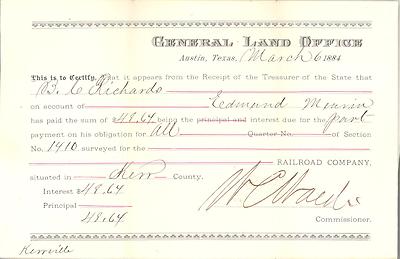 GENERAL LAND OFFICE
Austin, Texas, March 6 1884
This is to Certify, that it appears from the Receipt of the Treasurer of the State that
C Richards
on account of Edmund
has paid the sum of $48.64 being the principal and interest due for the part
payment on his obligation for All Quarter No. of Section
No. 1410 surveyed for the
RAILROAD COMPANY,
situated in Kerr County.
Interest $48.64
Principal
48.64
W C Walsh
Commissioner.
Kerrville